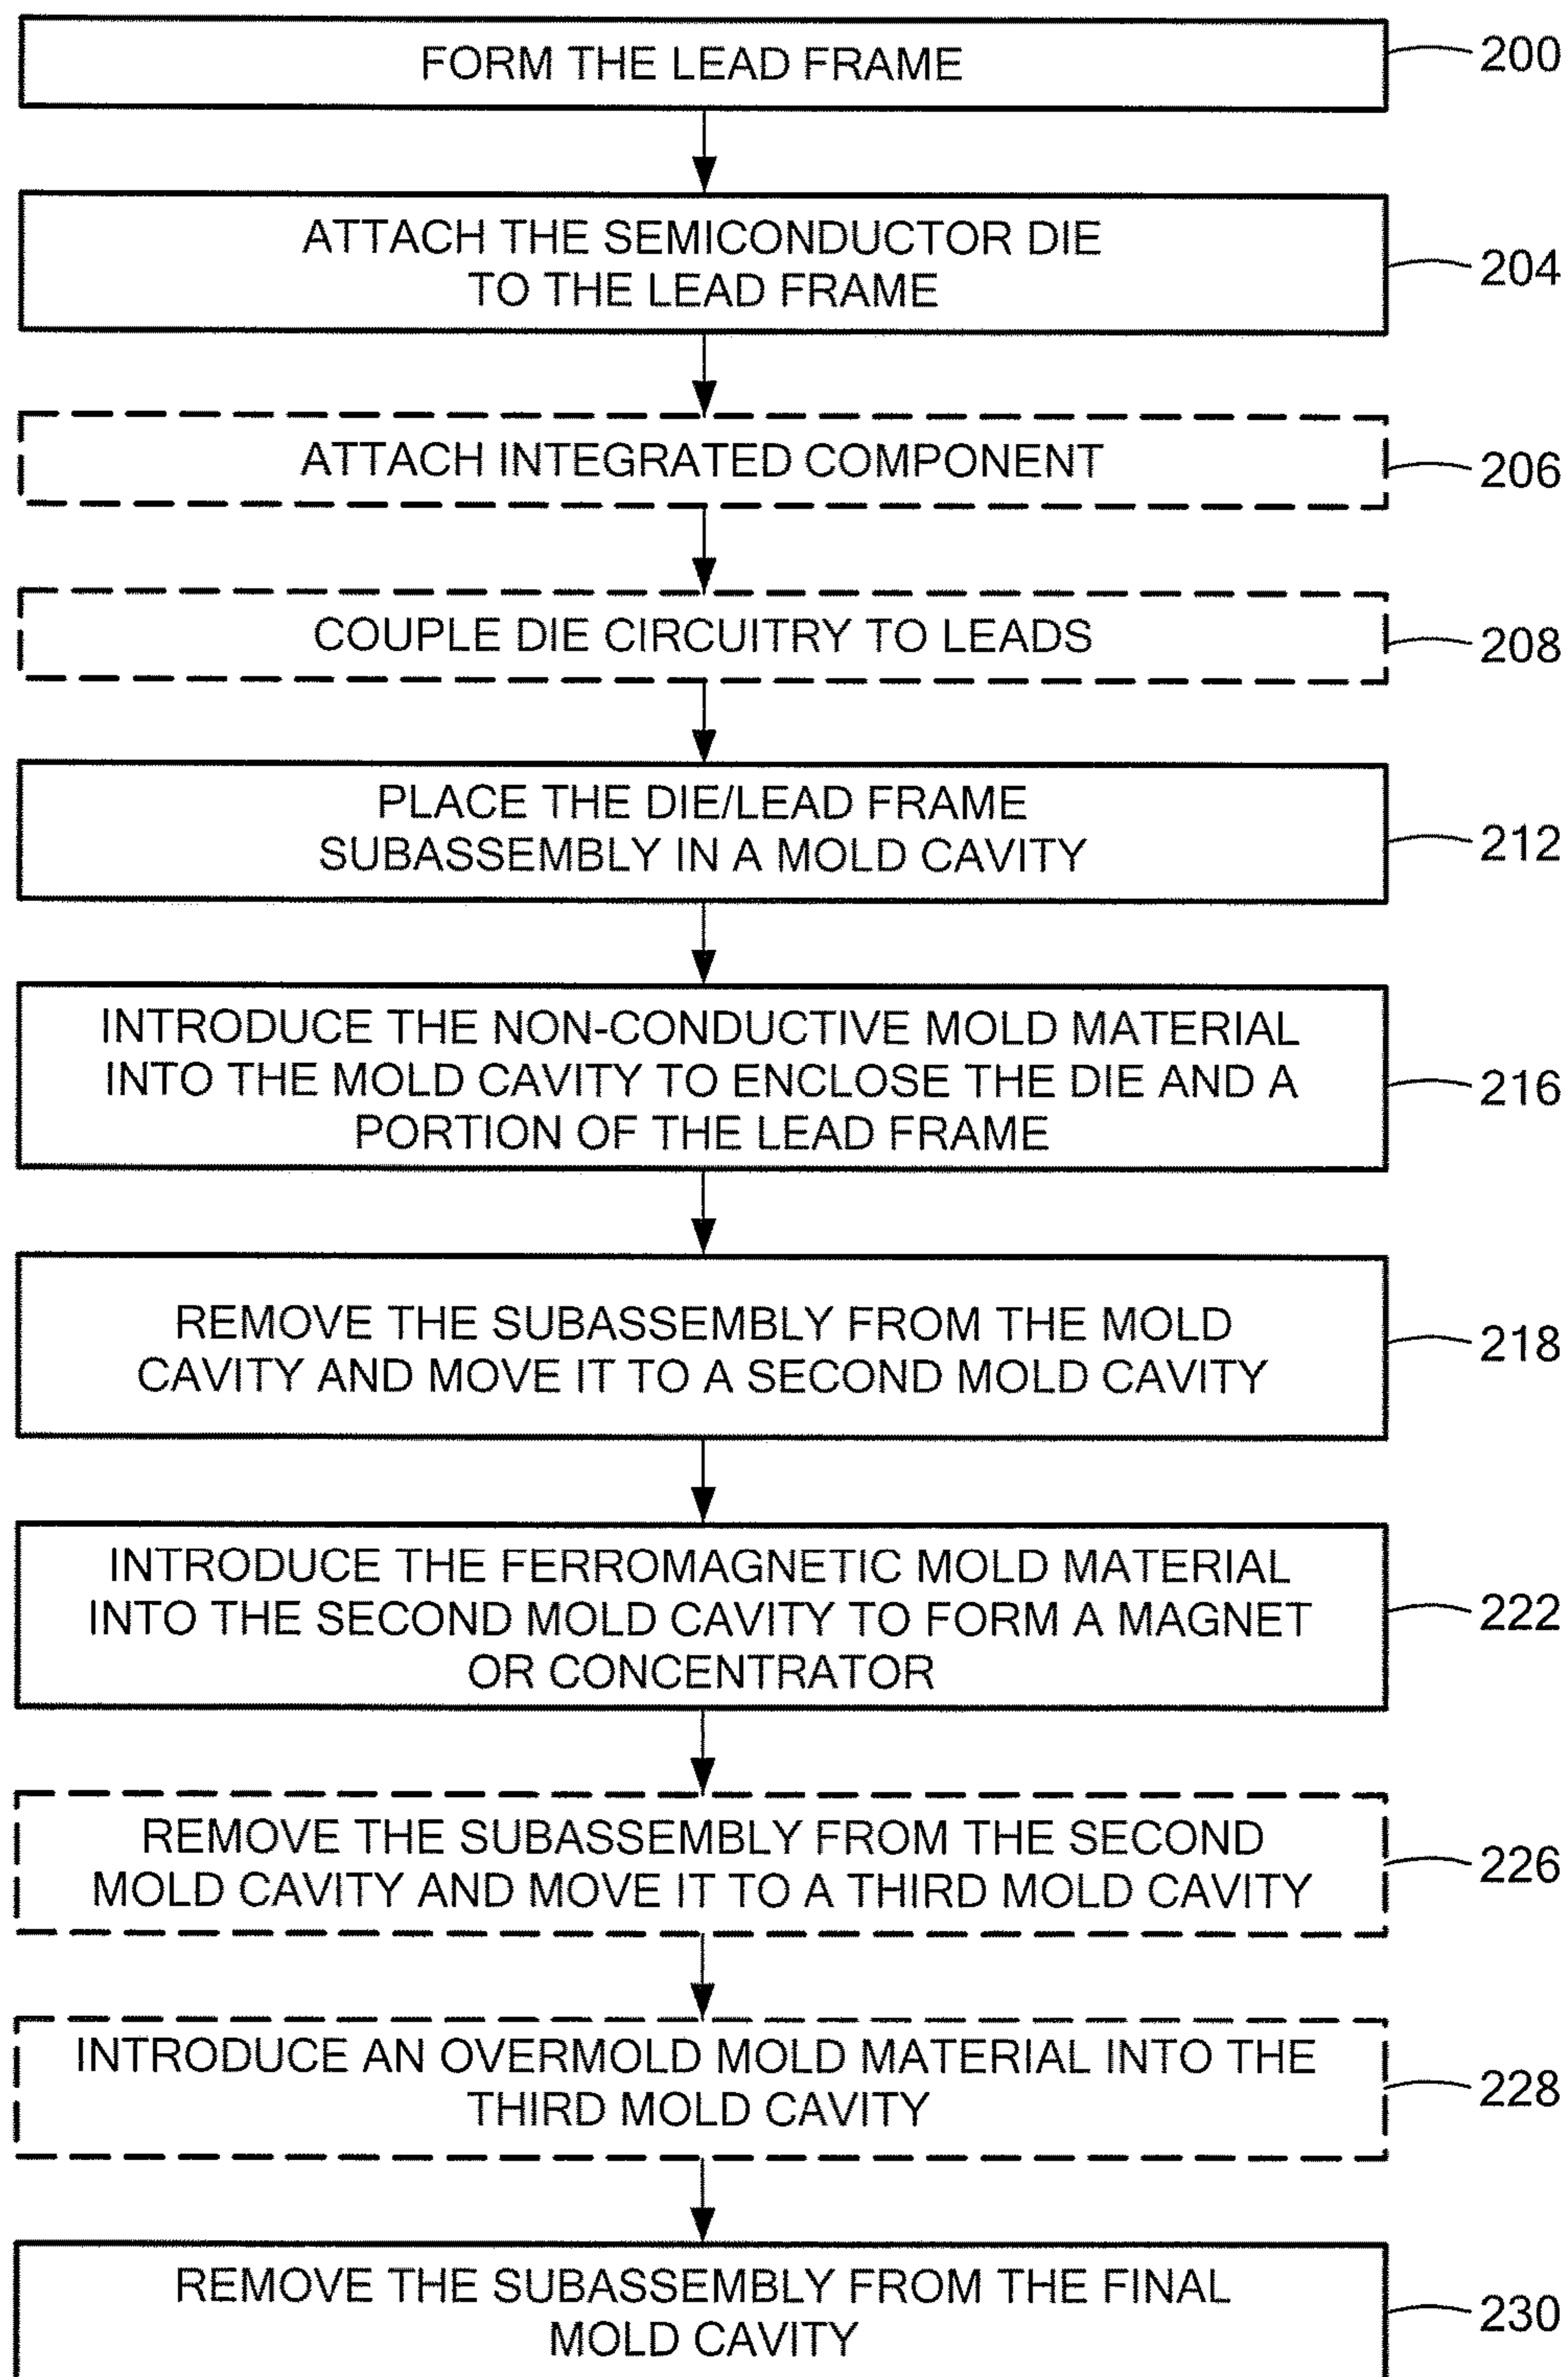 FORM THE LEAD FRAME
200
ATTACH THE SEMICONDUCTOR DIE
TO THE LEAD FRAME
204
ATTACH INTEGRATED COMPONENT
206
COUPLE DIE CIRCUITRY TO LEADS
208
PLACE THE DIE/LEAD FRAME
SUBASSEMBLY IN A MOLD CAVITY
212
INTRODUCE THE NON-CONDUCTIVE MOLD MATERIAL
INTO THE MOLD CAVITY TO ENCLOSE THE DIE AND A
PORTION OF THE LEAD FRAME
216
REMOVE THE SUBASSEMBLY FROM THE MOLD
CAVITY AND MOVE IT TO A SECOND MOLD CAVITY
218
INTRODUCE THE FERROMAGNETIC MOLD MATERIAL
INTO THE SECOND MOLD CAVITY TO FORM A MAGNET
OR CONCENTRATOR
222
REMOVE THE SUBASSEMBLY FROM THE SECOND
MOLD CAVITY AND MOVE IT TO A THIRD MOLD CAVITY
226
INTRODUCE AN OVERMOLD MOLD MATERIAL INTO THE
THIRD MOLD CAVITY
228
REMOVE THE SUBASSEMBLY FROM THE FINAL
MOLD CAVITY
230